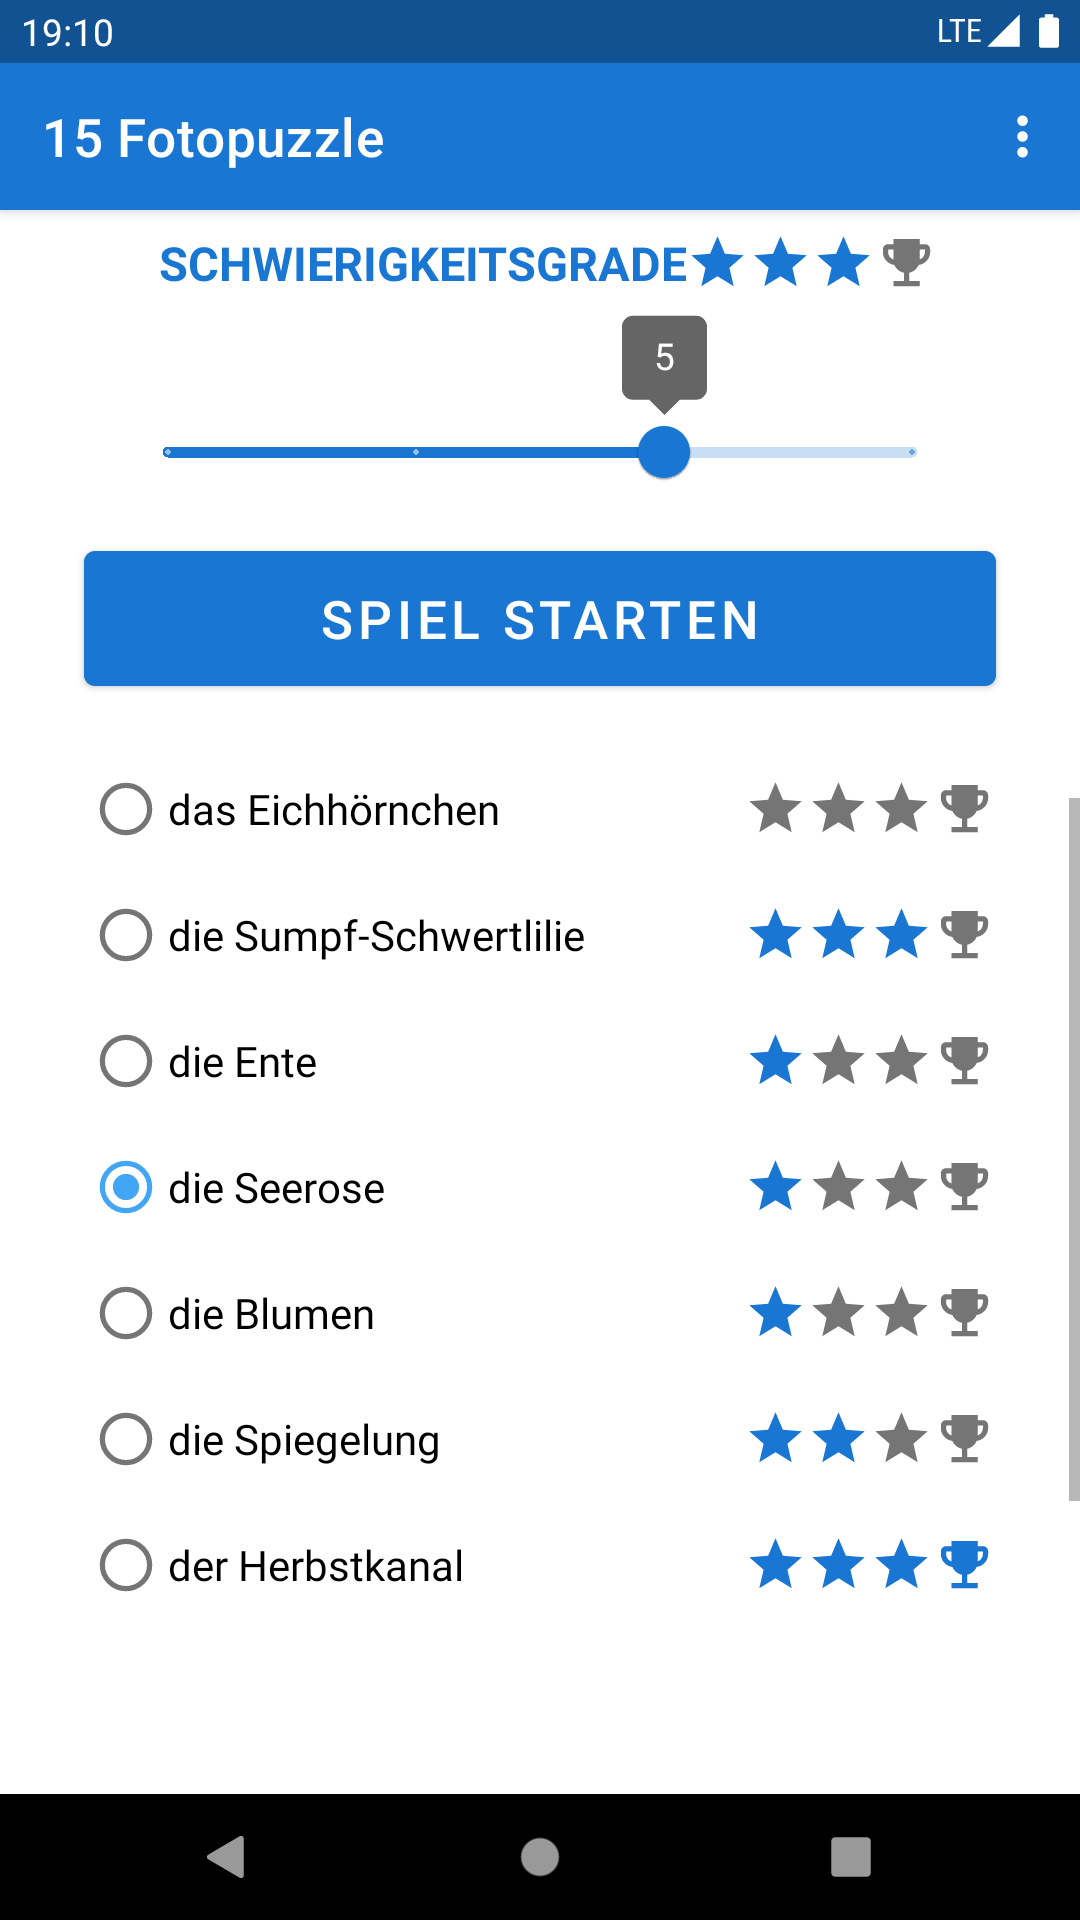 19:10 LTE
15 Fotopuzzle
SCHWIERIGKEITSGRADE
5
SPIEL STARTEN
das Eichhörnchen
die Sumpf-Schwertlilie
die Ente
die Seerose
die Blumen
die Spiegelung
der Herbstkanal